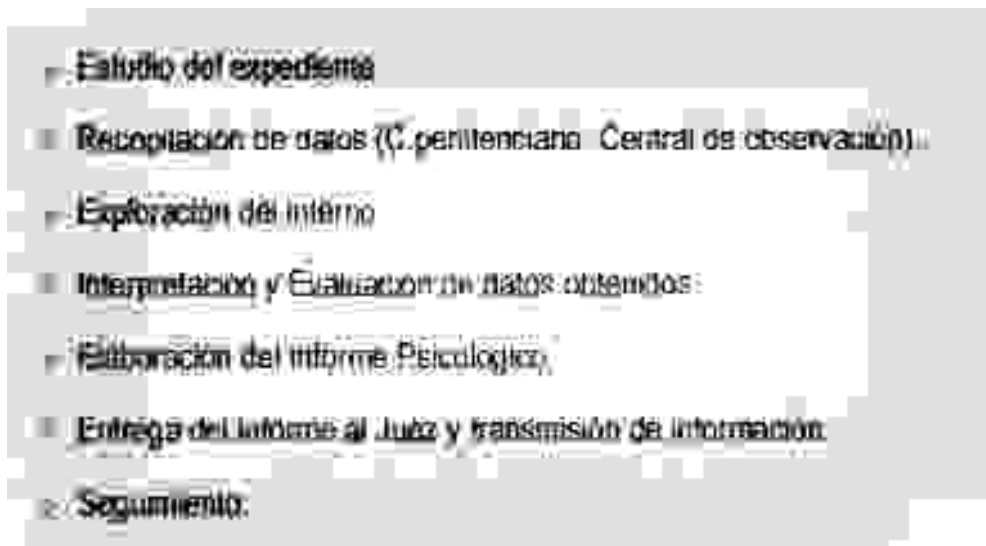 Estudio del expediente
Recopilación de datos (C.penitenciario Central de observación)..
Exploración del interno
Interpretación y Evaluación de datos obtenidos
Elaboración del Informe Psicologico
Entrega del Informe al Juez y transmisión de información
Seguimiento.